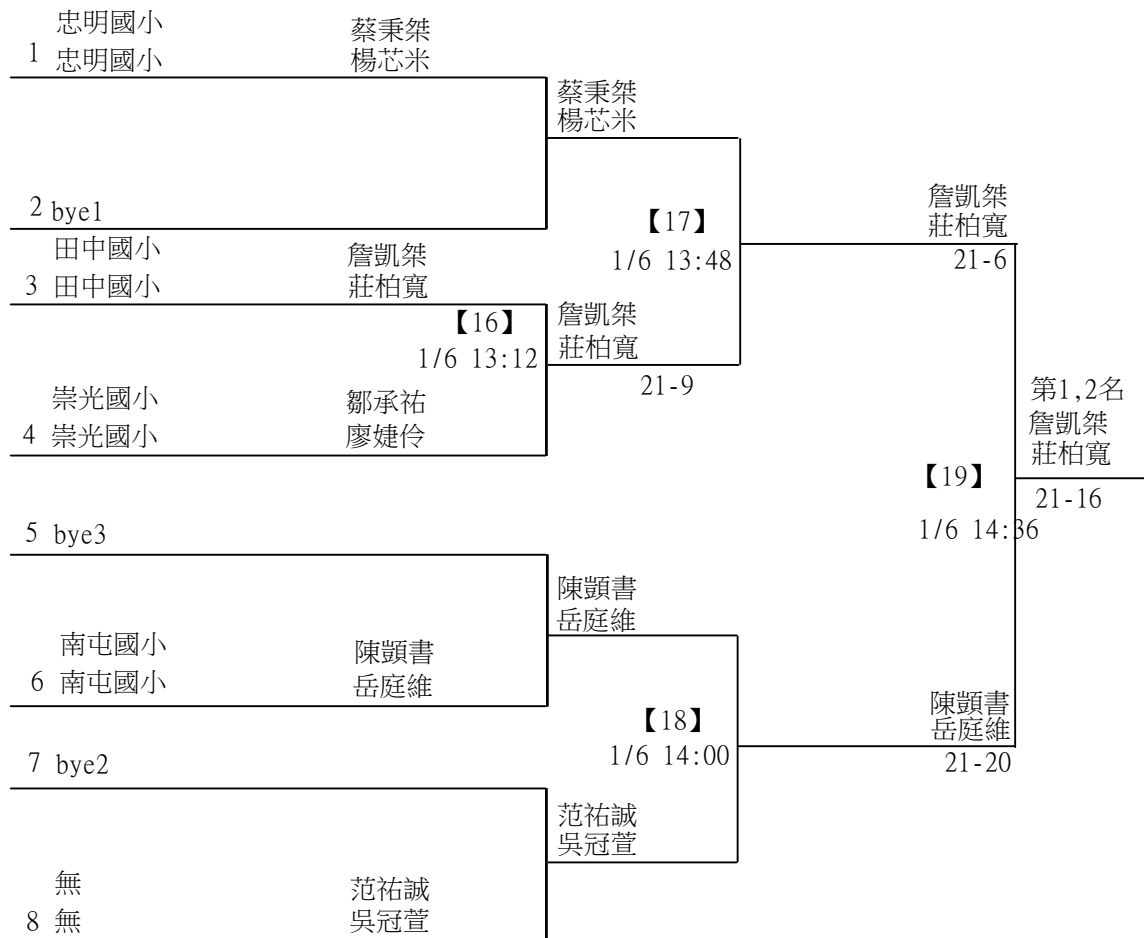 忠明國小 蔡秉桀
1 忠明國小 楊芯米
蔡秉桀
楊芯米
2 bye1
【17】
1/6 13:48
詹凱桀
莊柏寬
21-6
田中國小 詹凱桀
3 田中國小 莊柏寬
【16】
1/6 13:12
詹凱桀
莊柏寬
21-9
崇光國小 鄒承祐
4 崇光國小 廖婕伶
第1,2名
詹凱桀
莊柏寬
【19】
21-16
1/6 14:36
5 bye3
陳顗書
岳庭維
南屯國小 陳顗書
6 南屯國小 岳庭維
【18】
1/6 14:00
陳顗書
岳庭維
21-20
7 bye2
范祐誠
吳冠萱
無 范祐誠
8 無 吳冠萱